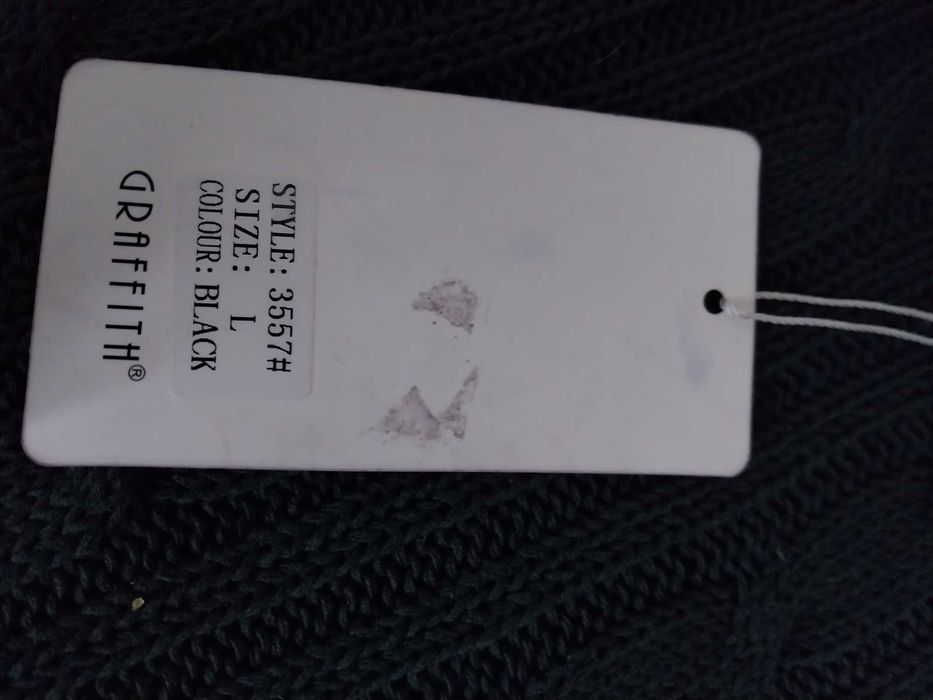 STYLE: 3557#
SIZE: L
COLOUR: BLACK
GRAFFITH®